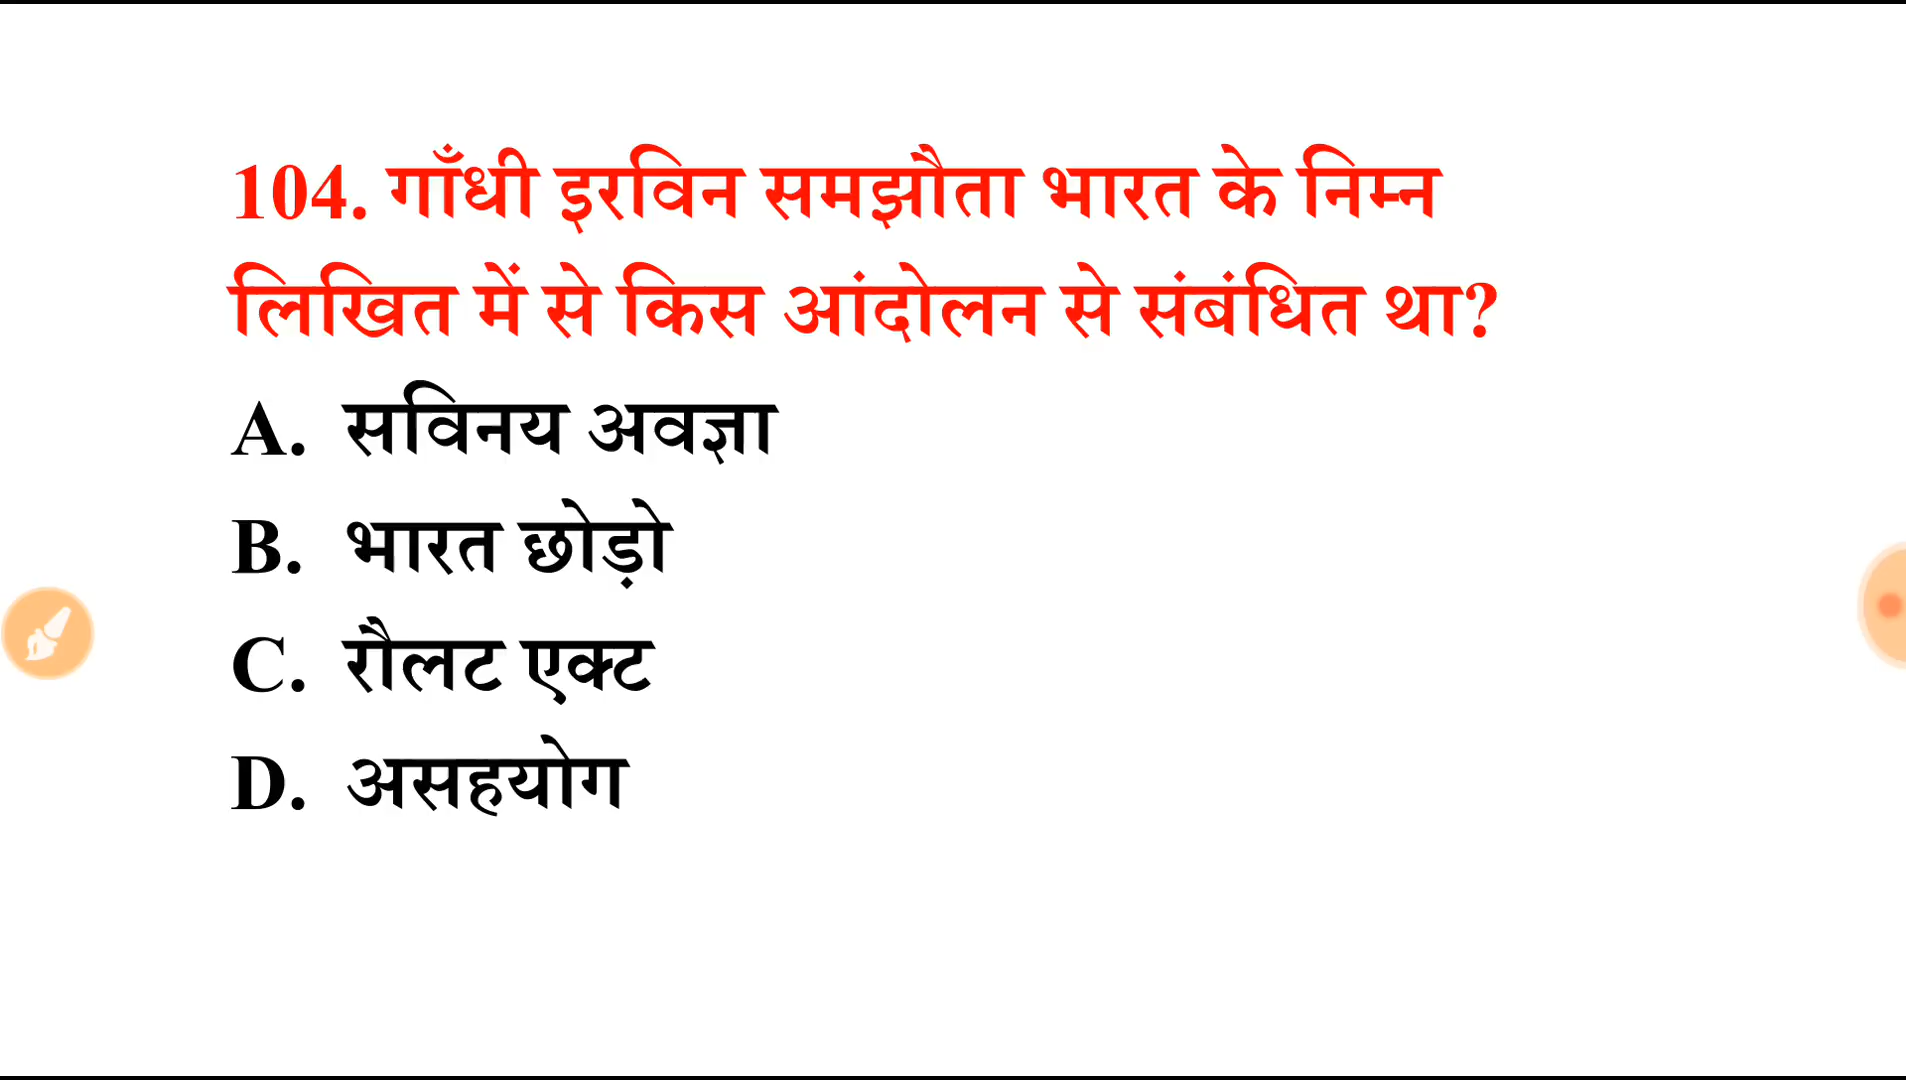 104. गाँधी इरविन समझौता भारत के निम्न
लिखित में से किस आंदोलन से संबंधित था?
A. सविनय अवज्ञा
B. भारत छोड़ो
C. रौलट एक्ट
D. असहयोग